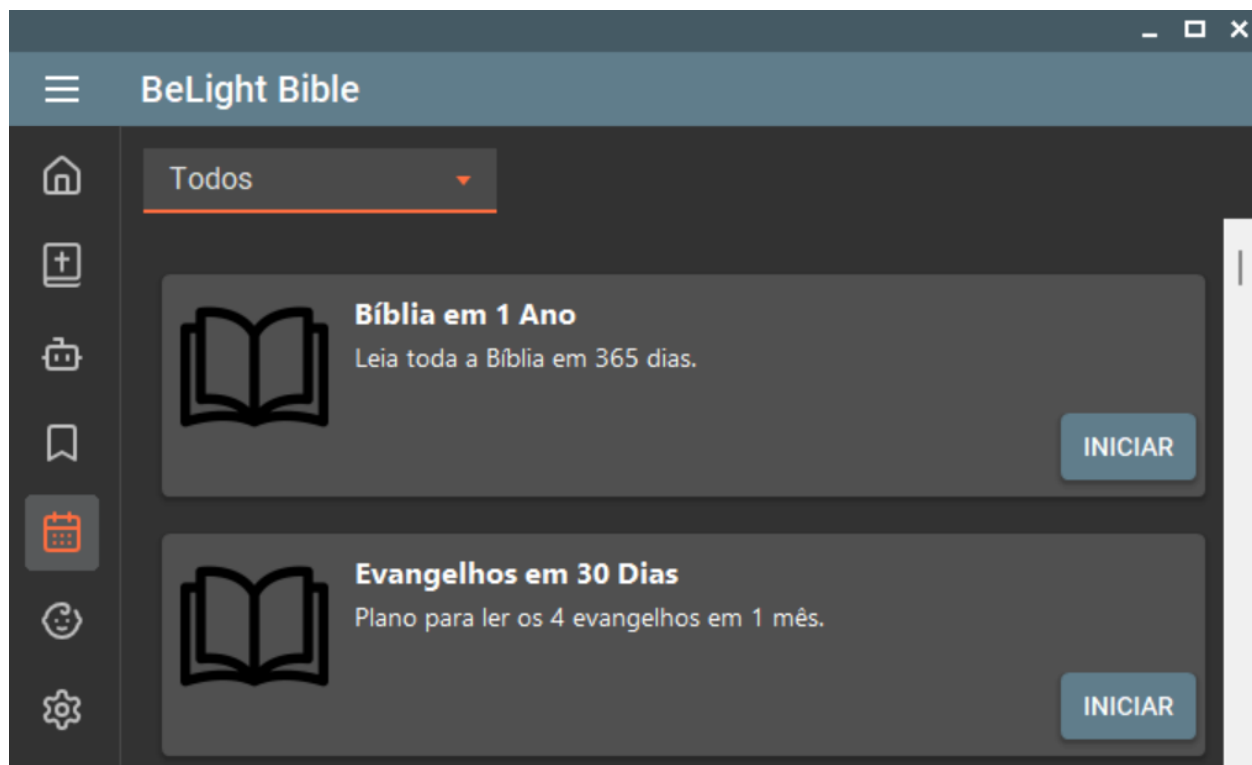 BeLight Bible
Todos
Bíblia em 1 Ano
Leia toda a Bíblia em 365 dias.
INICIAR
Evangelhos em 30 Dias
Plano para ler os 4 evangelhos em 1 mês.
INICIAR